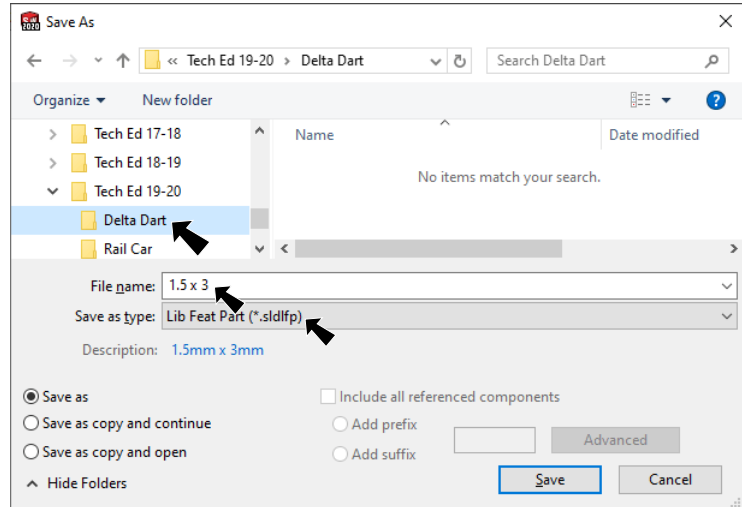 SW 2020 Save As
« Tech Ed 19-20 > Delta Dart Search Delta Dart
Organize New folder ?
Tech Ed 17-18 Name Date modified
Tech Ed 18-19 No items match your search.
Tech Ed 19-20
Delta Dart
Rail Car
File name: 1.5 x 3
Save as type: Lib Feat Part (*.sldlfp)
Description: 1.5mm x 3mm
Save as Include all referenced components
Save as copy and continue Add prefix
Save as copy and open Add suffix Advanced
Hide Folders Save Cancel